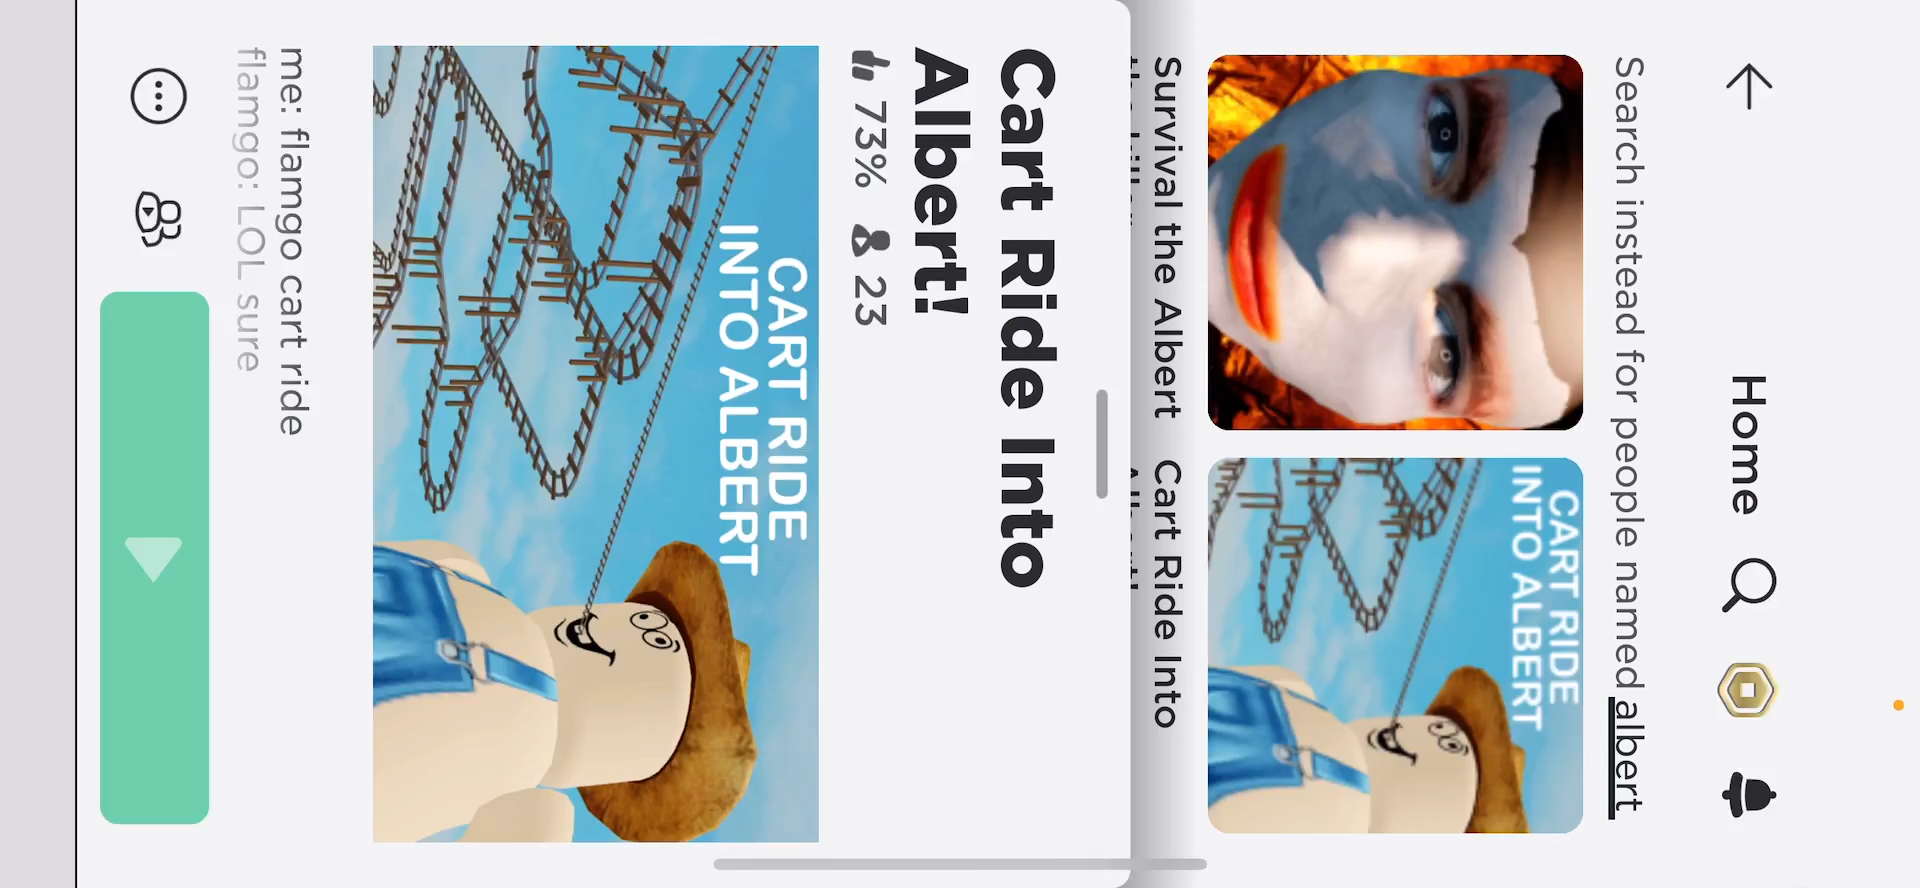 Home
Search instead for people named albert
CART RIDE
INTO ALBERT
Survival the Albert
Cart Ride Into
Cart Ride Into
Albert!
73% 23
CART RIDE
INTO ALBERT
me: flamgo cart ride
flamgo: LOL sure